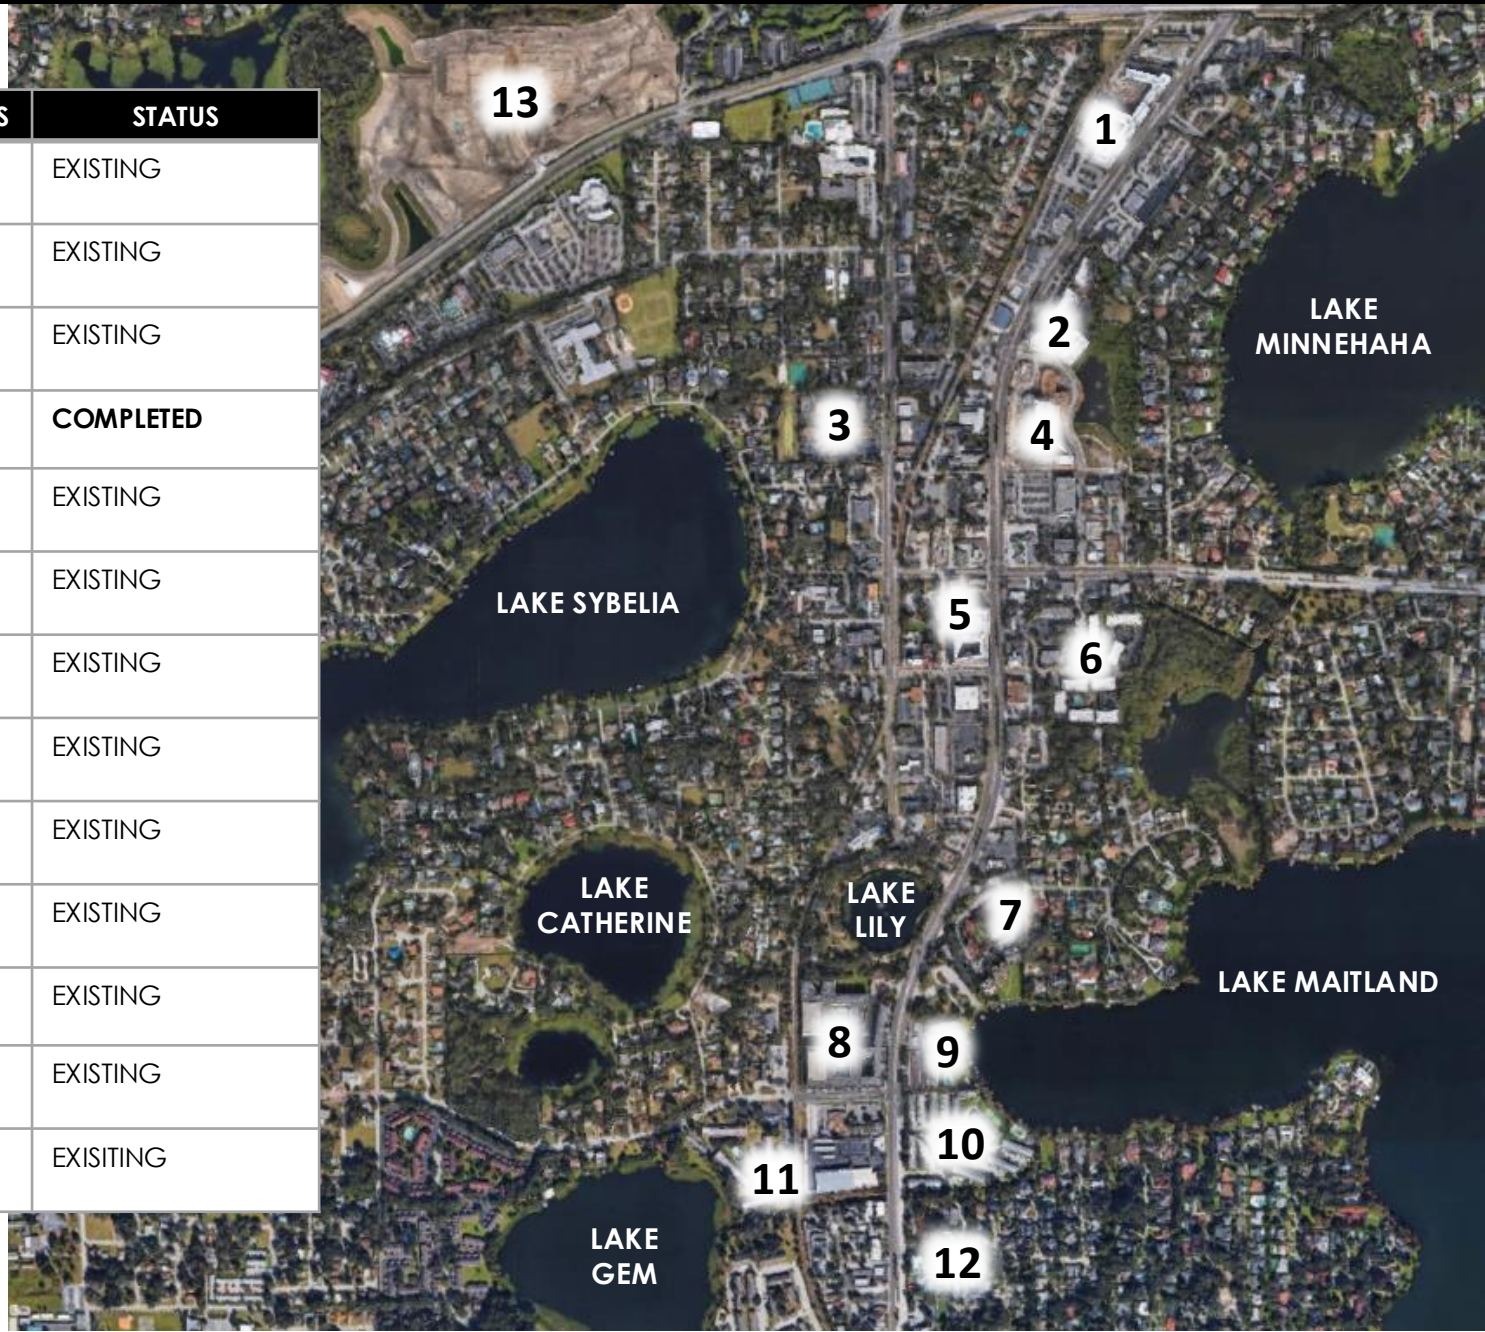 S STATUS
EXISTING
EXISTING
EXISTING
COMPLETED
EXISTING
EXISTING
EXISTING
EXISTING
EXISTING
EXISTING
EXISTING
EXISTING
EXISITING
13
1
2
LAKE
MINNEHAHA
3
4
LAKE SYBELIA
5
6
LAKE
CATHERINE
LAKE
LILY
7
LAKE MAITLAND
8
9
10
11
LAKE
GEM
12